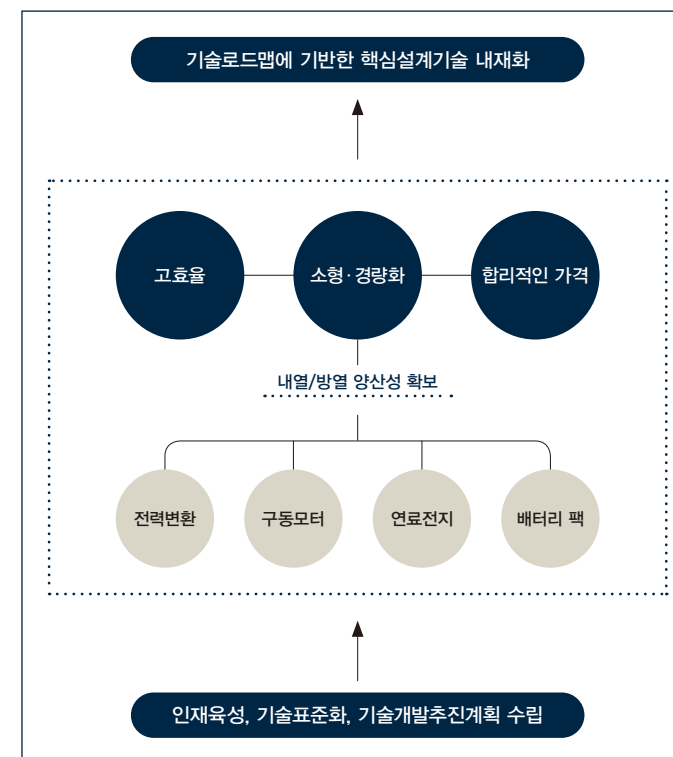 기술로드맵에 기반한 핵심설계기술 내재화
고효율
소형·경량화
합리적인 가격
내열/방열 양산성 확보
전력변환
구동모터
연료전지
배터리 팩
인재육성, 기술표준화, 기술개발추진계획 수립